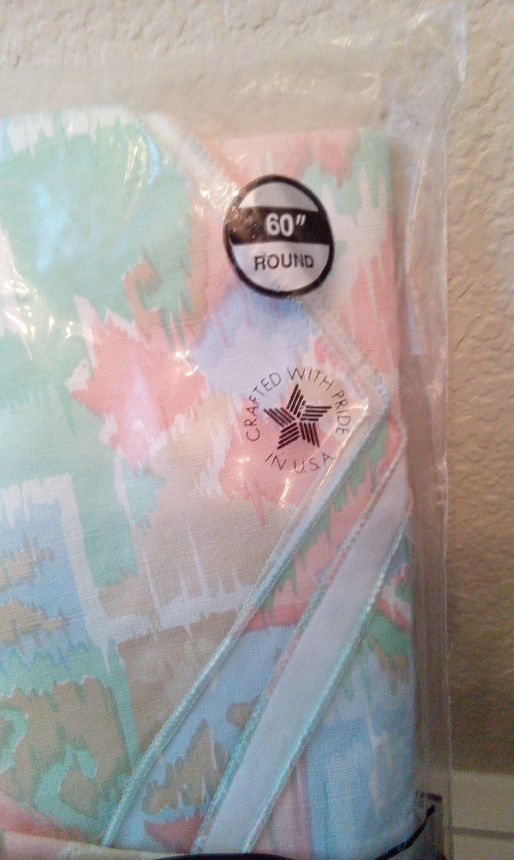 60"
ROUND
CRAFTED WITH PRIDE
IN U.S.A